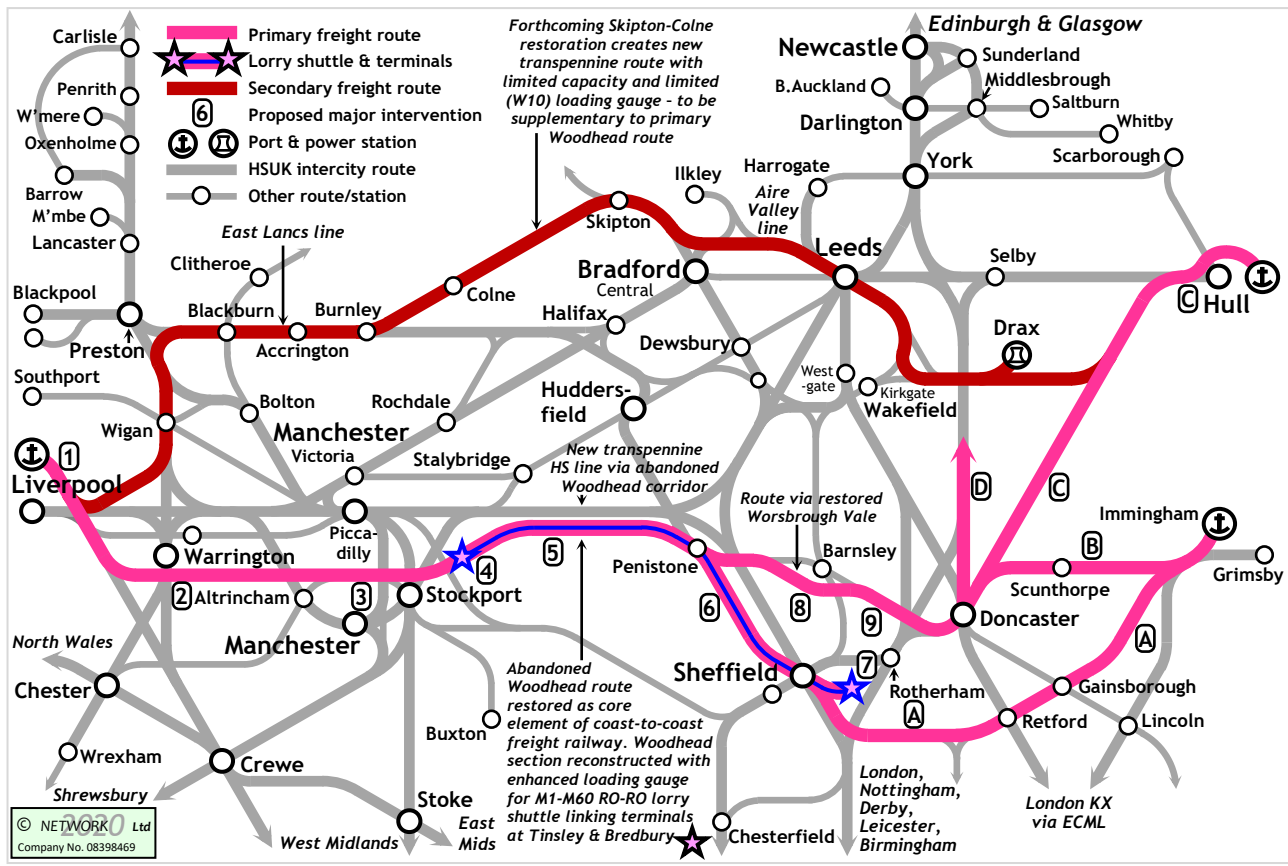 Carlisle
Penrith
W'mere
Oxenholme
Barrow
M'mbe
Lancaster
Primary freight route
Lorry shuttle & terminals
Secondary freight route
6 Proposed major intervention
Port & power station
HSUK intercity route
Other route/station
Forthcoming Skipton-Colne
restoration creates new
transpennine route with
limited capacity and limited
(W10) loading gauge - to be
supplementary to primary
Woodhead route
Edinburgh & Glasgow
Newcastle
Sunderland
Middlesbrough
B.Auckland
Saltburn
Darlington
Whitby
York
Scarborough
Harrogate
Ilkley
Aire
Valley
line
Skipton
East Lancs line
Clitheroe
Leeds
Selby
Bradford
Central
Colne
Blackpool
Blackburn
Burnley
Halifax
C
Hull
Preston
Accrington
Dewsbury
Drax
Southport
West
-gate
Kirkgate
Wakefield
Hudders-
field
Bolton
Rochdale
Wigan
Manchester
Victoria
Stalybridge
New transpennine
HS line via abandoned
Woodhead corridor
1
Liverpool
D
C
Route via restored
Worsbrough Vale
Immingham
Picca-
dilly
Warrington
5
4
Penistone
Barnsley
B
Scunthorpe
Grimsby
2
Altrincham
3
Stockport
6
8
9
Doncaster
Manchester
A
North Wales
Sheffield
7
Chester
Rotherham
Gainsborough
A
Retford
Lincoln
Buxton
Abandoned
Woodhead route
restored as core
element of coast-to-coast
freight railway. Woodhead
section reconstructed with
enhanced loading gauge
for M1-M60 RO-RO lorry
shuttle linking terminals
at Tinsley & Bredbury
Wrexham
Crewe
Shrewsbury
Stoke
London,
Nottingham,
Derby,
Leicester,
Birmingham
London KX
via ECML
Chesterfield
East
Mids
West Midlands
© NETWORK 2020 Ltd
Company No. 08398469